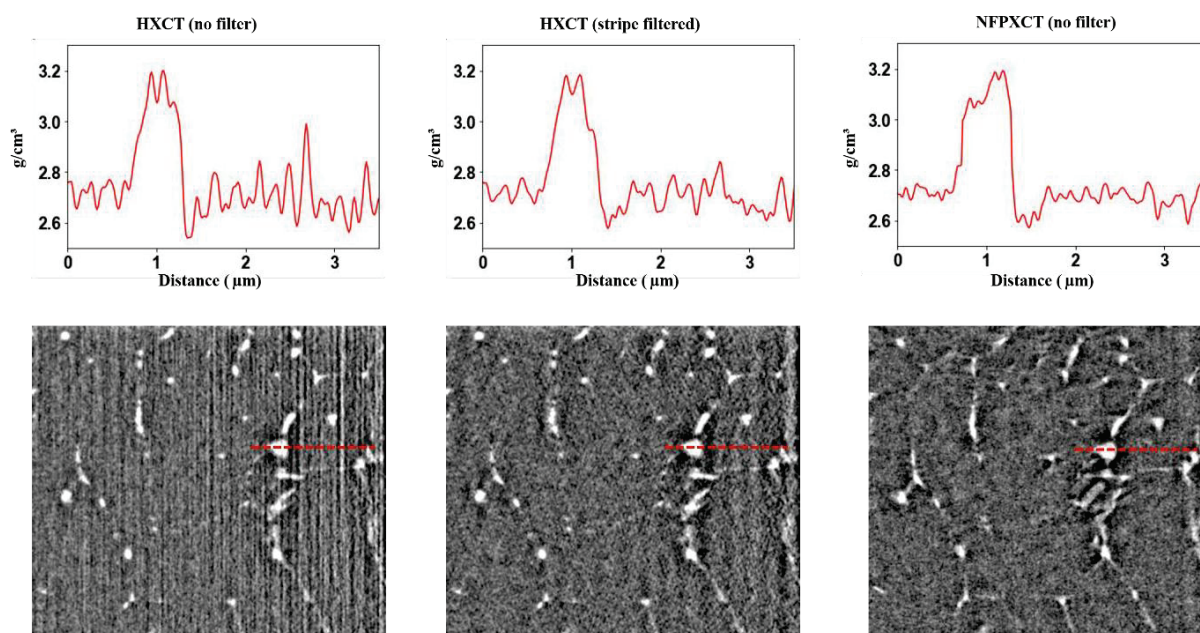 HXCT (no filter)
HXCT (stripe filtered)
NFPXCT (no filter)
3.2
3.0
2.8
2.6
g/cm³
0
1
2
3
Distance ( µm)
3.2
3.0
2.8
2.6
g/cm³
0
1
2
3
Distance ( µm)
3.2
3.0
2.8
2.6
g/cm³
0
1
2
3
Distance ( µm)